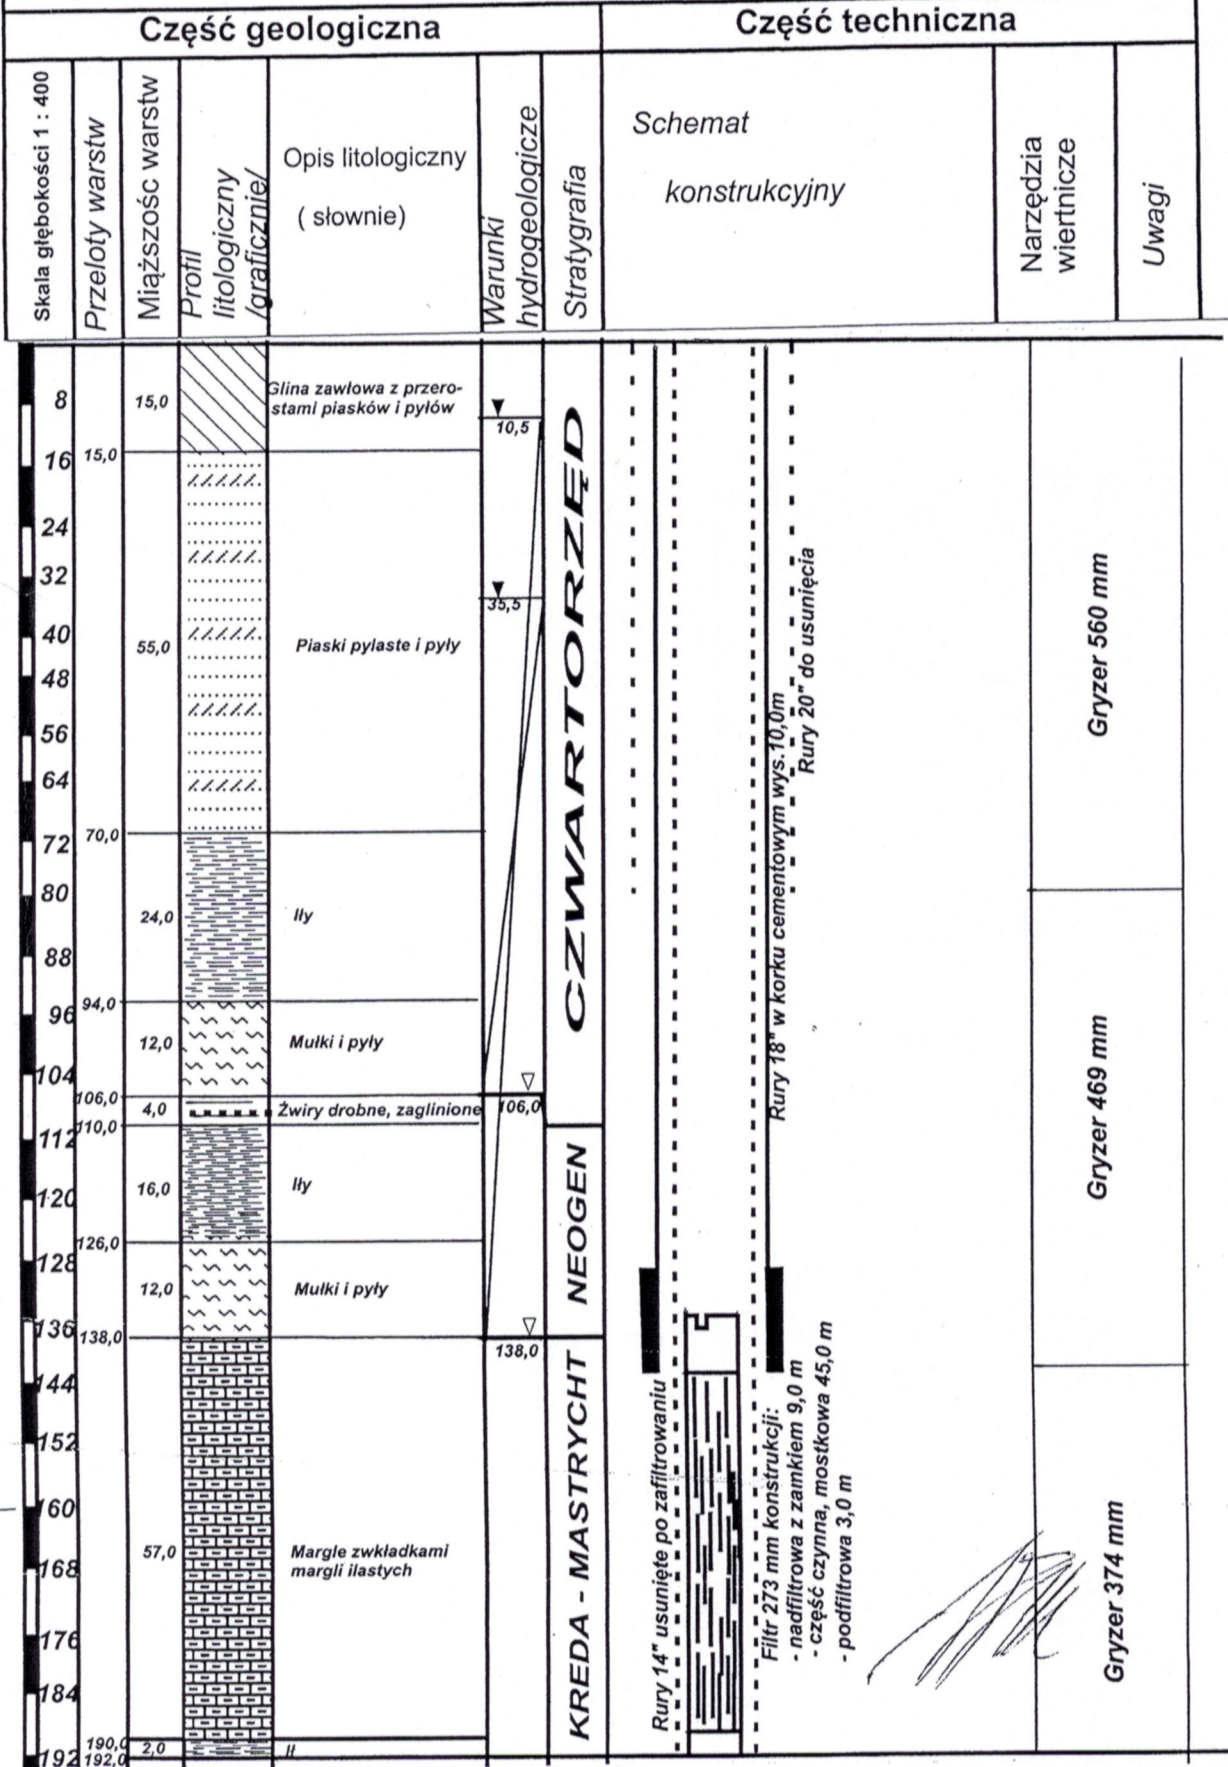 Część geologiczna
Część techniczna
Skala głębokości 1 : 400
Przeloty warstw
Miąższośc warstw
Profil
litologiczny
/graficznie/
Opis litologiczny
( słownie)
Warunki
hydrogeologicze
Stratygrafia
Schemat
konstrukcyjny
Narzędzia
wiertnicze
Uwagi
8
16
24
32
40
48
56
64
72
80
88
96
104
112
120
128
136
144
152
160
168
176
184
192
15,0
70,0
94,0
106,0
110,0
126,0
138,0
190,0
192,0
15,0
55,0
24,0
12,0
4,0
16,0
12,0
57,0
2,0
Glina zawłowa z przero-
stami piasków i pyłów
Piaski pylaste i pyły
Iły
Mułki i pyły
Żwiry drobne, zaglinione
Iły
Mułki i pyły
Margle zwkładkami
margli ilastych
Ił
10,5
35,5
106,0
138,0
CZWARTORZĘD
NEOGEN
KREDA - MASTRYCHT
Rury 20" do usunięcia
Rury 18" w korku cementowym wys.10,0m
Rury 14" usunięte po zafiltrowaniu
Filtr 273 mm konstrukcji:
- nadfiltrowa z zamkiem 9,0 m
- część czynna, mostkowa 45,0 m
- podfiltrowa 3,0 m
Gryzer 560 mm
Gryzer 469 mm
Gryzer 374 mm